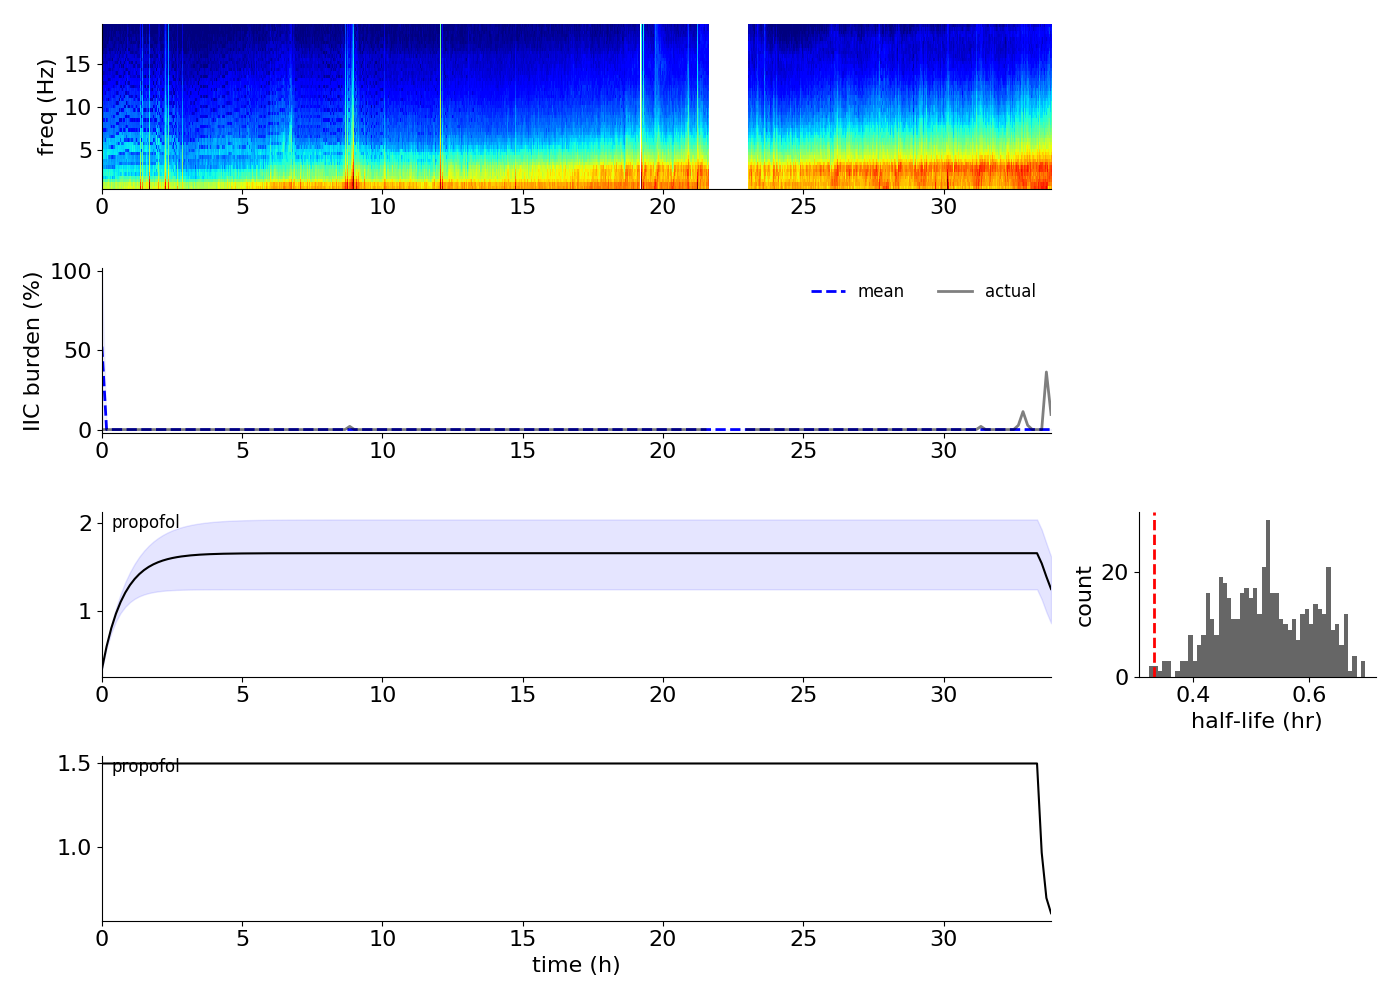 freq (Hz)
15
10
5
0 5 10 15 20 25 30
IIC burden (%)
100
50
0
mean actual
0 5 10 15 20 25 30
propofol
2
1
0 5 10 15 20 25 30
count
20
0
0.4 0.6
half-life (hr)
propofol
1.5
1.0
0 5 10 15 20 25 30
time (h)